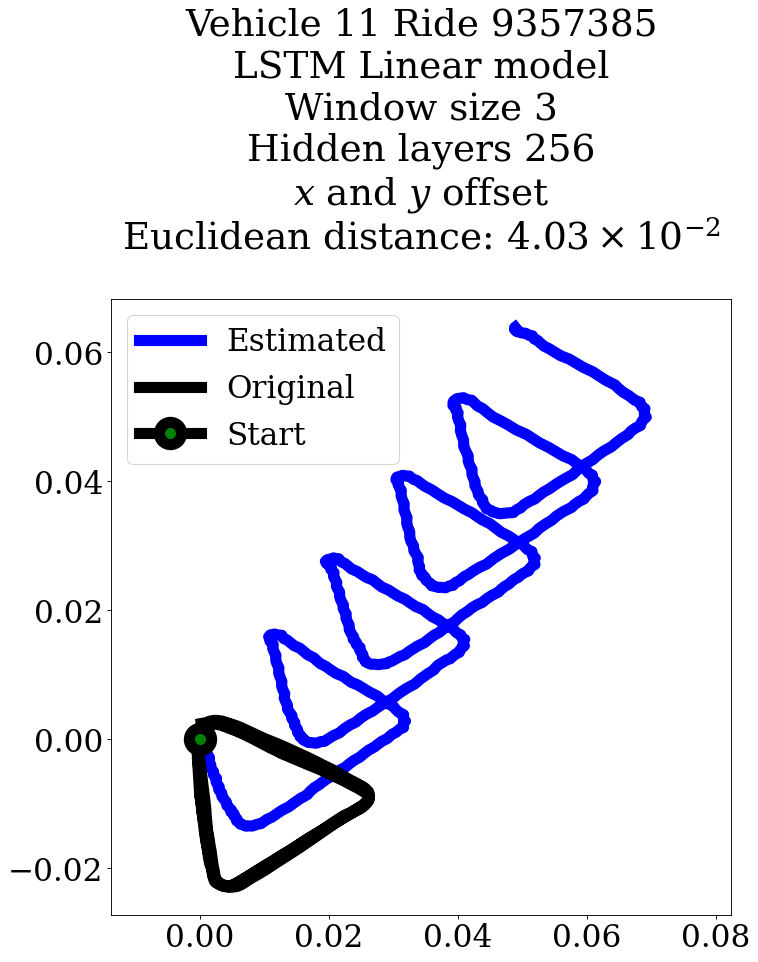 Vehicle 11 Ride 9357385
LSTM Linear model
Window size 3
Hidden layers 256
x and y offset
Euclidean distance: 4.03 × 10⁻²
Estimated
Original
Start
0.06
0.04
0.02
0.00
−0.02
0.00 0.02 0.04 0.06 0.08